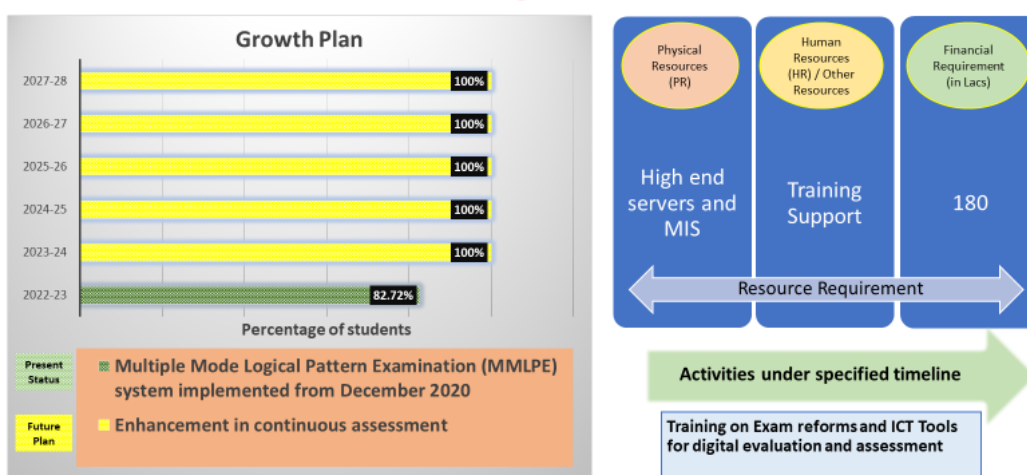 Growth Plan
2027-28
100%
2026-27
100%
2025-26
100%
2024-25
100%
2023-24
100%
2022-23
82.72%
Percentage of students
Present
Status
Multiple Mode Logical Pattern Examination (MMLPE)
system implemented from December 2020
Future
Plan
Enhancement in continuous assessment
Physical
Resources
(PR)
Human
Resources
(HR) / Other
Resources
Financial
Requirement
(in Lacs)
High end
servers and
MIS
Training
Support
180
Resource Requirement
Activities under specified timeline
Training on Exam reforms and ICT Tools
for digital evaluation and assessment